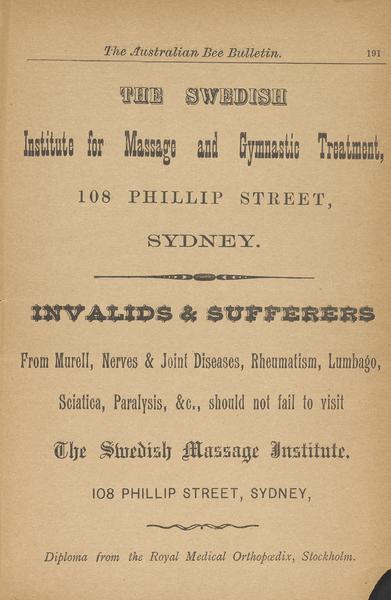 The Australian Bee Bulletin. 191
THE SWEDISH
Institute for Massage and Gymnastic Treatment,
108 PHILLIP STREET,
SYDNEY.
INVALIDS & SUFFERERS
From Murell, Nerves & Joint Diseases, Rheumatism, Lumbago,
Sciatica, Paralysis, &c., should not fail to visit
The Swedish Massage Institute.
108 PHILLIP STREET, SYDNEY,
Diploma from the Royal Medical Orthopœdix, Stockholm.